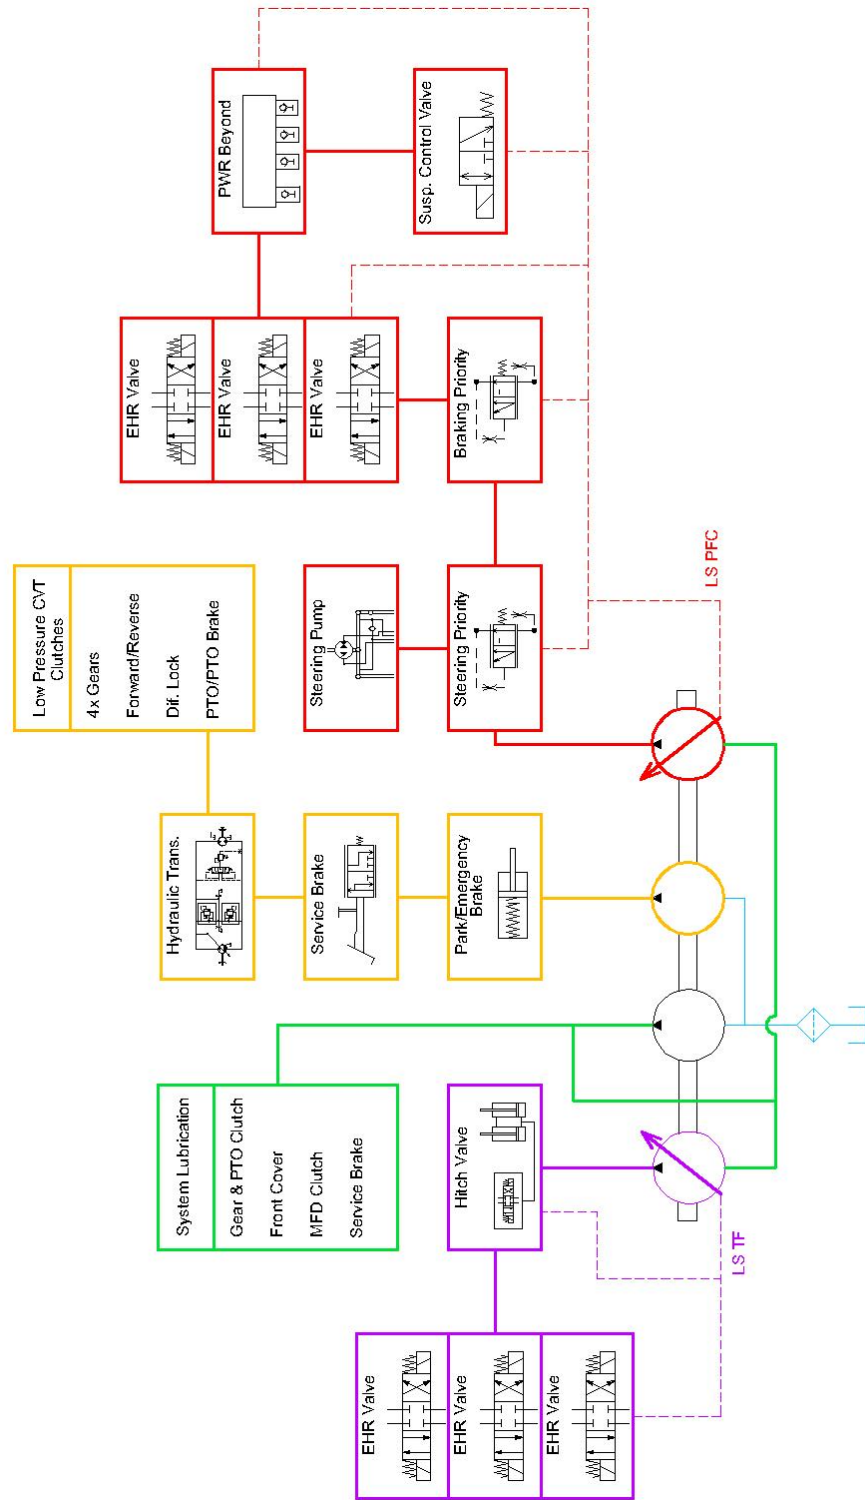 EHR Valve
EHR Valve
EHR Valve
Hitch Valve
LS TF
System Lubrication
Gear & PTO Clutch
Front Cover
MFD Clutch
Service Brake
Hydraulic Trans.
Service Brake
Park/Emergency
Brake
Low Pressure CVT
Clutches
4x Gears
Forward/Reverse
Dif. Lock
PTO/PTO Brake
Steering Pump
Steering Priority
LS PFC
EHR Valve
EHR Valve
EHR Valve
Braking Priority
PWR Beyond
Susp. Control Valve